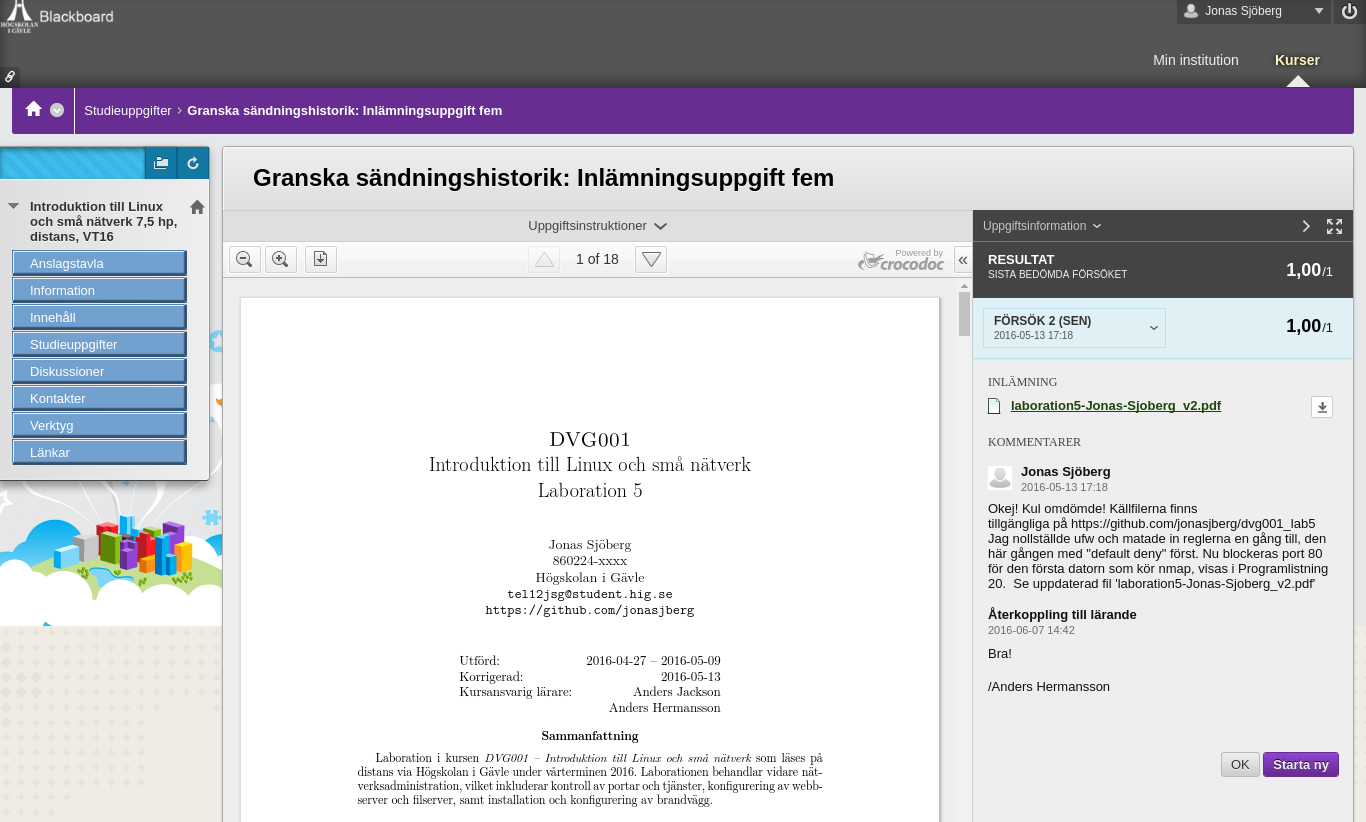 HÖGSKOLAN
I GÄVLE
Blackboard
Jonas Sjöberg
Min institution
Kurser
Studieuppgifter
Granska sändningshistorik: Inlämningsuppgift fem
Introduktion till Linux
och små nätverk 7,5 hp,
distans, VT16
Anslagstavla
Information
Innehåll
Studieuppgifter
Diskussioner
Kontakter
Verktyg
Länkar
Granska sändningshistorik: Inlämningsuppgift fem
Uppgiftsinstruktioner
1 of 18
Powered by
crocodoc
«
DVG001
Introduktion till Linux och små nätverk
Laboration 5
Jonas Sjöberg
860224-xxxx
Högskolan i Gävle
tel12jsg@student.hig.se
https://github.com/jonasjberg
Utförd: 2016-04-27 – 2016-05-09
Korrigerad: 2016-05-13
Kursansvarig lärare: Anders Jackson
Anders Hermansson
Sammanfattning
Laboration i kursen DVG001 – Introduktion till Linux och små nätverk som läses på
distans via Högskolan i Gävle under vårterminen 2016. Laborationen behandlar vidare nät-
verksadministration, vilket inkluderar kontroll av portar och tjänster, konfigurering av webb-
server och filserver, samt installation och konfigurering av brandvägg.
Uppgiftsinformation
RESULTAT
SISTA BEDÖMDA FÖRSÖKET
1,00/1
FÖRSÖK 2 (SEN)
2016-05-13 17:18
1,00/1
INLÄMNING
laboration5-Jonas-Sjoberg_v2.pdf
KOMMENTARER
Jonas Sjöberg
2016-05-13 17:18
Okej! Kul omdömde! Källfilerna finns
tillgängliga på https://github.com/jonasjberg/dvg001_lab5
Jag nollställde ufw och matade in reglerna en gång till, den
här gången med "default deny" först. Nu blockeras port 80
för den första datorn som kör nmap, visas i Programlistning
20.  Se uppdaterad fil 'laboration5-Jonas-Sjoberg_v2.pdf'
Återkoppling till lärande
2016-06-07 14:42
Bra!
/Anders Hermansson
OK
Starta ny